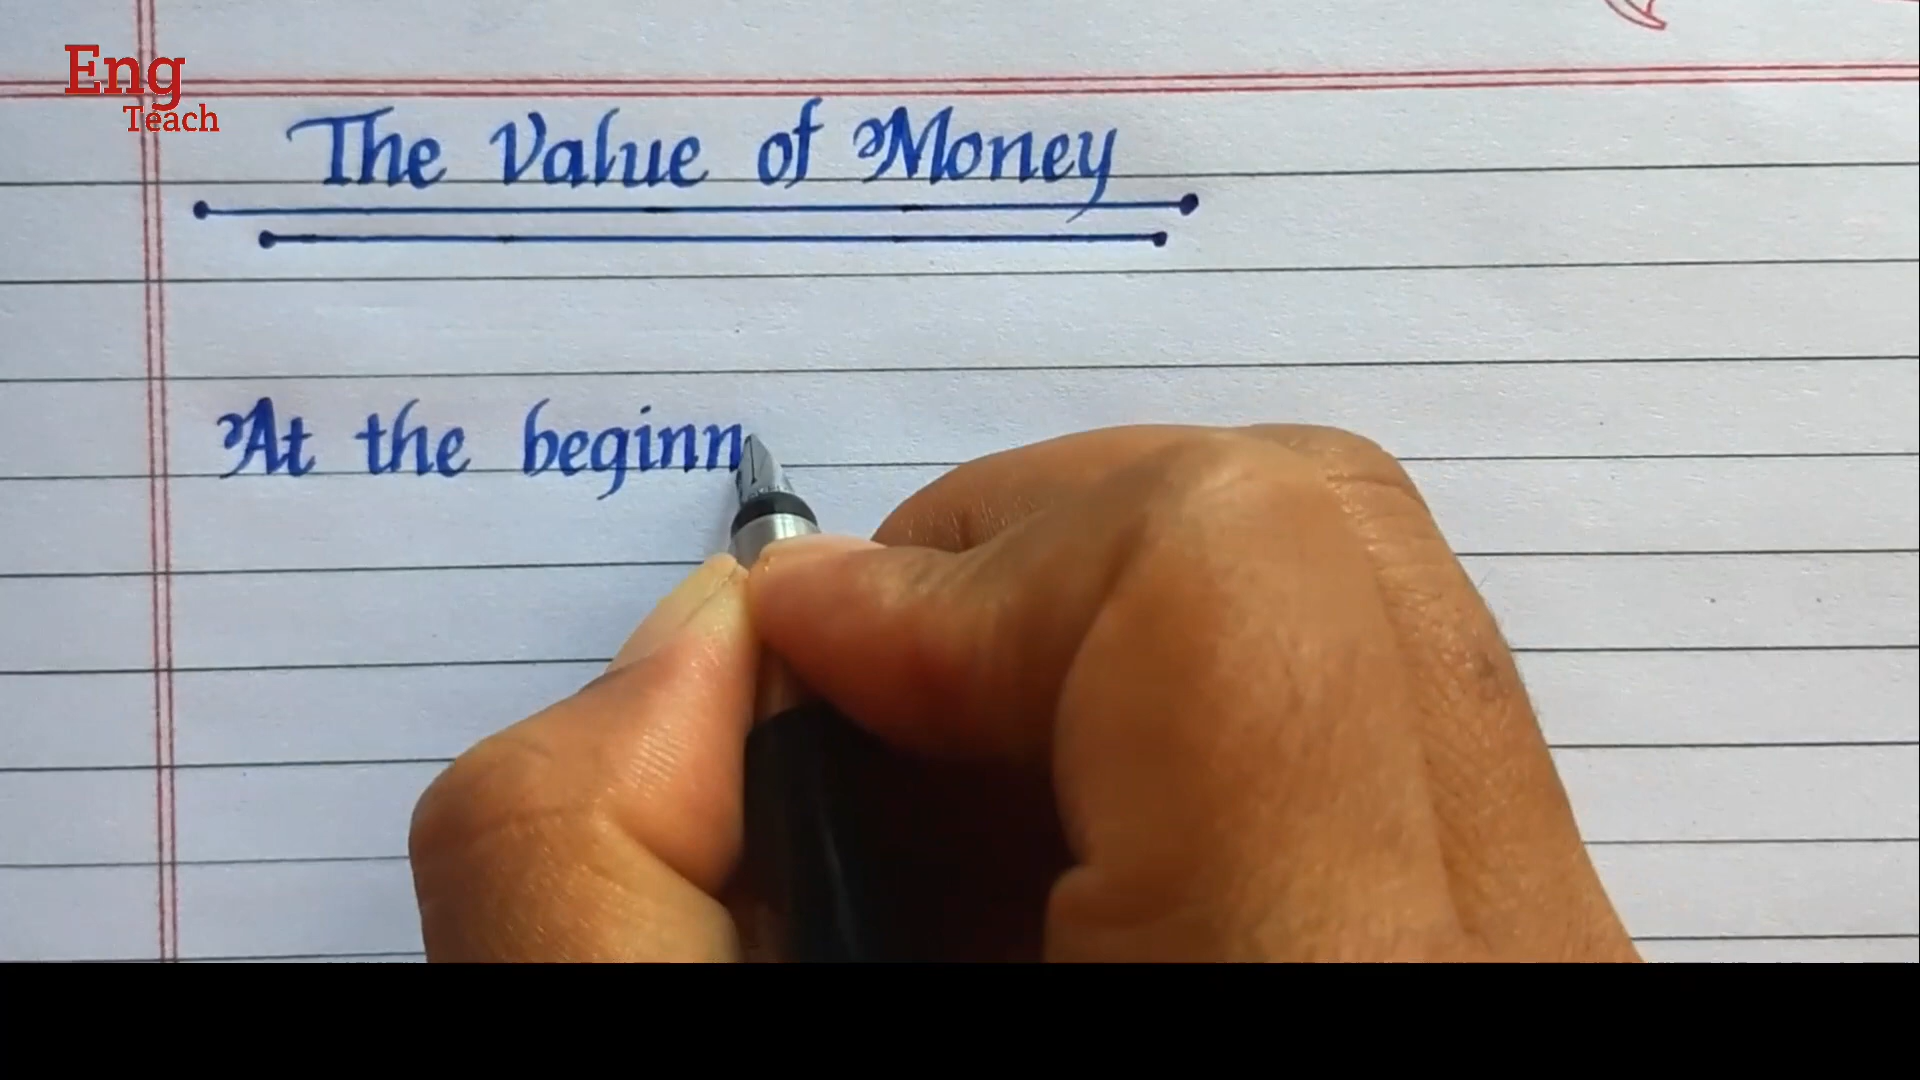 Eng
Teach
The Value of Money
At the beginn